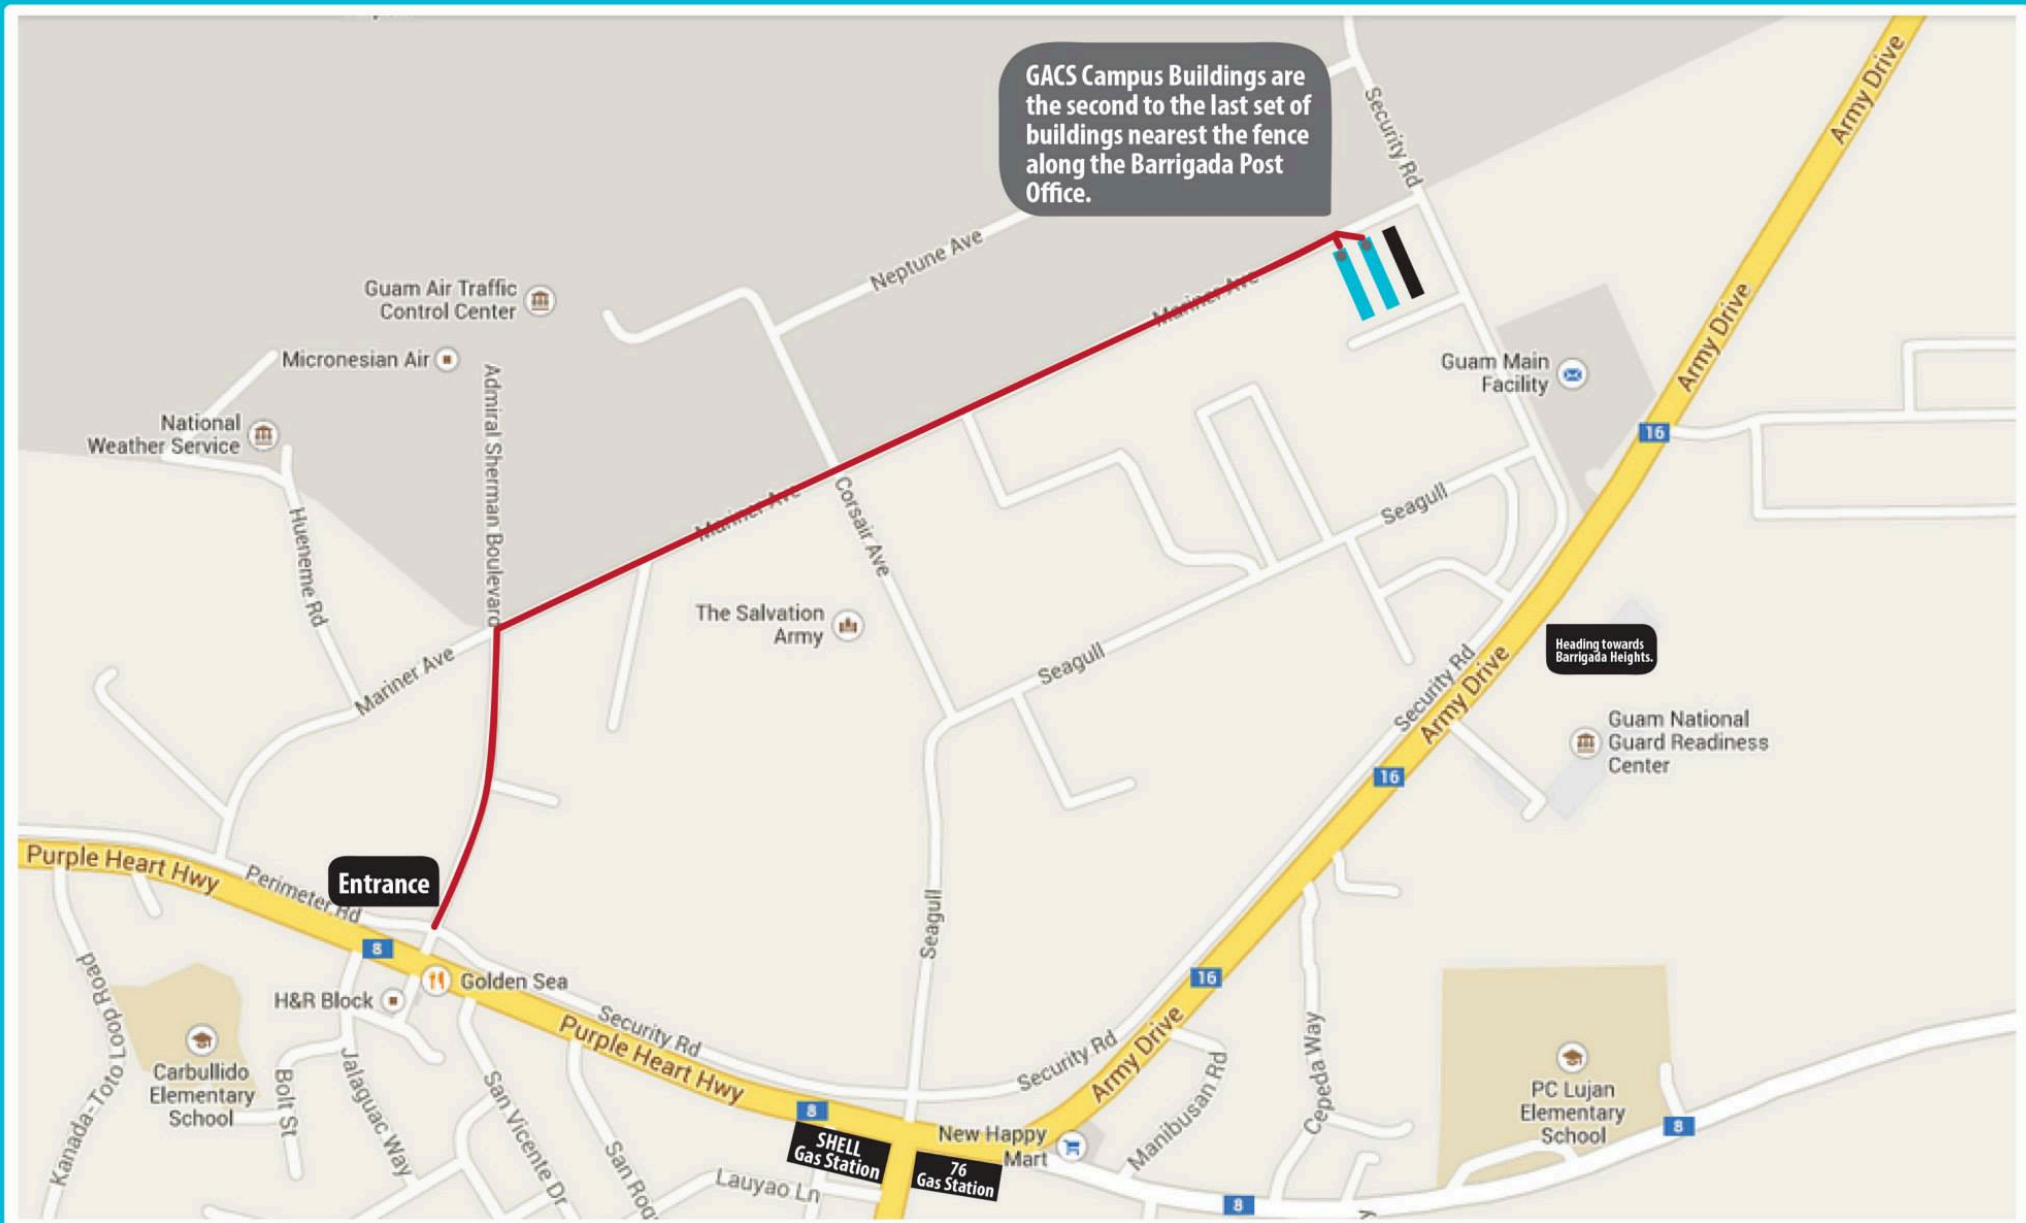 GACS Campus Buildings are
the second to the last set of
buildings nearest the fence
along the Barrigada Post
Office.
Army Drive
Security Rd
Neptune Ave
Guam Air Traffic
Control Center
Mariner Ave
Micronesian Air
Admiral Sherman Boulevard
Guam Main
Facility
Army Drive
National
Weather Service
16
Hueneme Rd
Mariner Ave
Corsair Ave
Seagull
The Salvation
Army
Seagull
Mariner Ave
Heading towards
Barrigada Heights.
Security Rd
Army Drive
Guam National
Guard Readiness
Center
16
Purple Heart Hwy
Perimeter Rd
Entrance
8
Seagull
Golden Sea
H&R Block
16
Kanada-Toto Loop Road
Carbullido
Elementary
School
Bolt St
Jalaguac Way
San Vicente Dr
Security Rd
Purple Heart Hwy
Security Rd
Army Drive
Manibusan Rd
Cepeda Way
PC Lujan
Elementary
School
8
8
SHELL
Gas Station
76
Gas Station
New Happy
Mart
Lauyao Ln
San Roq
8